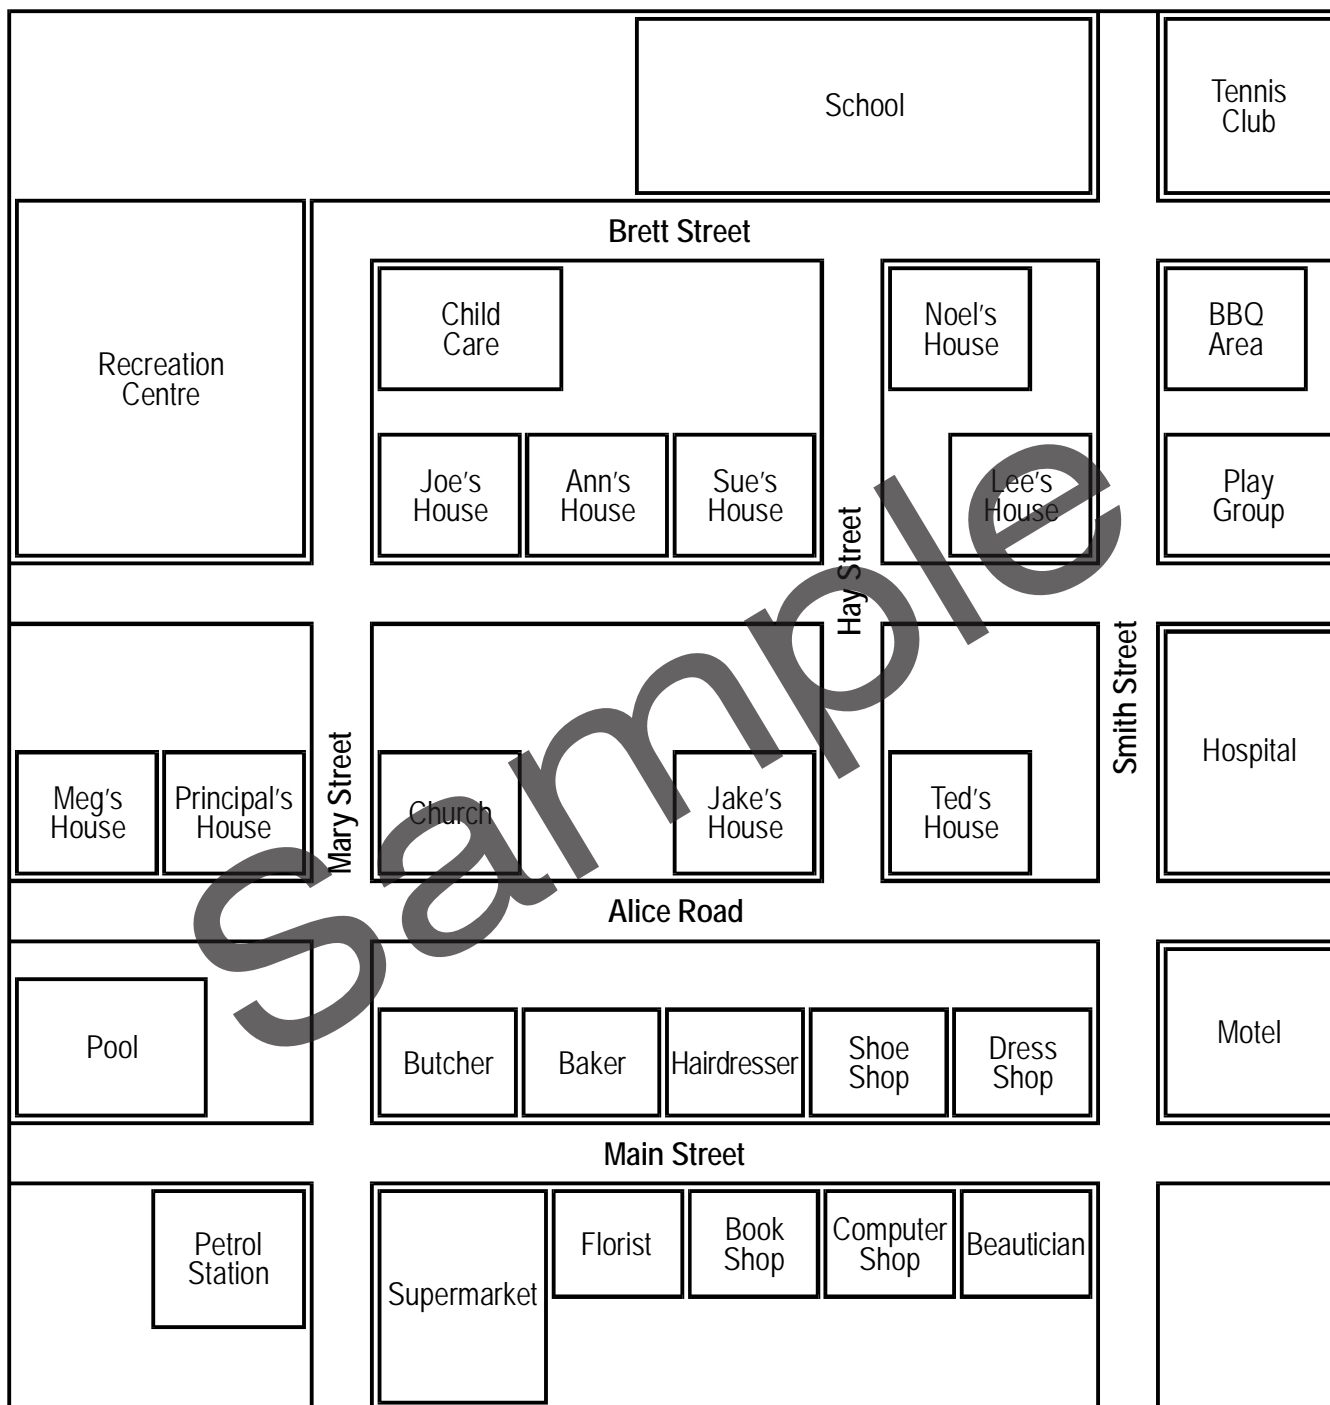 School
Tennis
Club
Brett Street
Recreation
Centre
Child
Care
Noel's
House
BBQ
Area
Joe's
House
Ann's
House
Sue's
House
Lee's
House
Play
Group
Hay Street
Smith Street
Hospital
Meg's
House
Principal's
House
Mary Street
Church
Jake's
House
Ted's
House
Alice Road
Sample
Pool
Butcher
Baker
Hairdresser
Shoe
Shop
Dress
Shop
Motel
Main Street
Petrol
Station
Supermarket
Florist
Book
Shop
Computer
Shop
Beautician